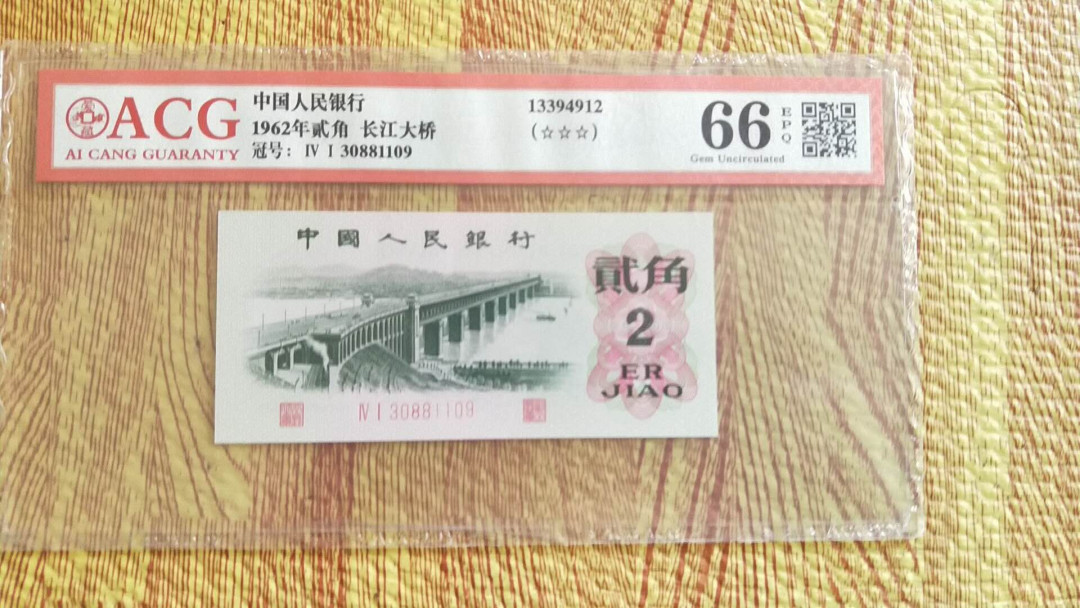 ACG
AI CANG GUARANTY
中国人民银行
1962年贰角 长江大桥
冠号: IV I 30881109
13394912
(☆☆☆)
66
EPQ
Gem Uncirculated
中國人民銀行
貳角
2
ER
JIAO
IV I 30881109